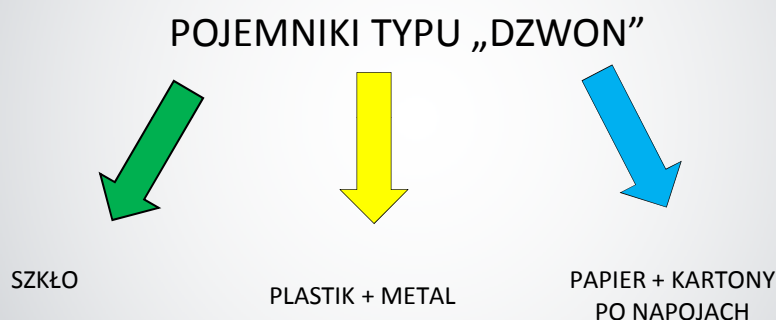 POJEMNIKI TYPU „DZWON”
SZKŁO
PLASTIK + METAL
PAPIER + KARTONY
PO NAPOJACH